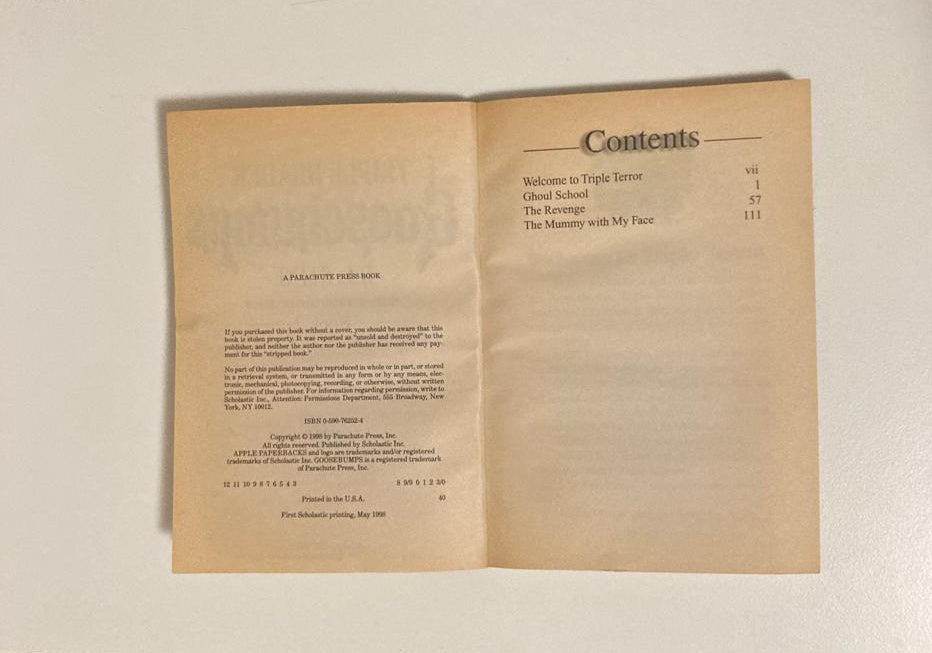 A PARACHUTE PRESS BOOK
If you purchased this book without a cover, you should be aware that this
book is stolen property. It was reported as "unsold and destroyed" to the
publisher, and neither the author nor the publisher has received any pay-
ment for this "stripped book."
No part of this publication may be reproduced in whole or in part, or stored
in a retrieval system, or transmitted in any form or by any means, elec-
tronic, mechanical, photocopying, recording, or otherwise, without written
permission of the publisher. For information regarding permission, write to
Scholastic Inc., Attention: Permissions Department, 555 Broadway, New
York, NY 10012.
ISBN 0-590-76252-4
Copyright © 1998 by Parachute Press, Inc.
All rights reserved. Published by Scholastic Inc.
APPLE PAPERBACKS and logo are trademarks and/or registered
trademarks of Scholastic Inc. GOOSEBUMPS is a registered trademark
of Parachute Press, Inc.
12 11 10 9 8 7 6 5 4 3 8 9/9 0 1 2 3/0
Printed in the U.S.A. 40
First Scholastic printing, May 1998
Contents
Welcome to Triple Terror vii
Ghoul School 1
The Revenge 57
The Mummy with My Face 111